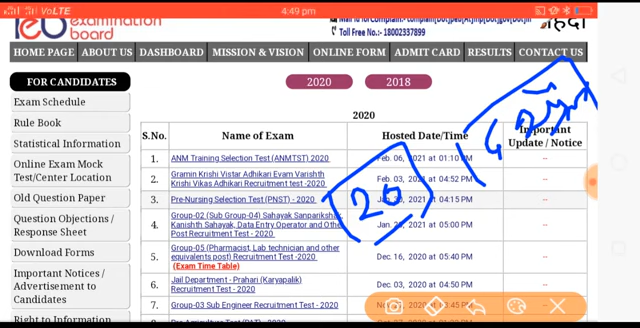 VoLTE 4:49 pm
examination
board
Toll Free No.: 18002337899
हिन्दी
HOME PAGE ABOUT US DASHBOARD MISSION & VISION ONLINE FORM ADMIT CARD RESULTS CONTACT US
FOR CANDIDATES
Exam Schedule
Rule Book
Statistical Information
Online Exam Mock
Test/Center Location
Old Question Paper
Question Objections /
Response Sheet
Download Forms
Important Notices /
Advertisement to
Candidates
Right to Information
2020 2018
2020
S.No. Name of Exam Hosted Date/Time Important
Update / Notice
1. ANM Training Selection Test (ANMTST) 2020 Feb. 06, 2021 at 01:10 PM --
2. Gramin Krishi Vistar Adhikari Evam Varishth
Krishi Vikas Adhikari Recruitment test -2020 Feb. 03, 2021 at 04:52 PM --
3. Pre-Nursing Selection Test (PNST) - 2020 2021 at 04:15 PM --
4. Group-02 (Sub Group-04) Sahayak Sanparikshak,
Kanishth Sahayak, Data Entry Operator and Other
Post Recruitment Test - 2020 2021 at 05:00 PM --
5. Group-05 (Pharmacist, Lab technician and other
equivalents post) Recruitment Test - 2020
(Exam Time Table) Dec. 16, 2020 at 05:40 PM --
6. Jail Department - Prahari (Karyapalik)
Recruitment Test - 2020 Dec. 03, 2020 at 04:50 PM --
7. Group-03 Sub Engineer Recruitment Test - 2020
20